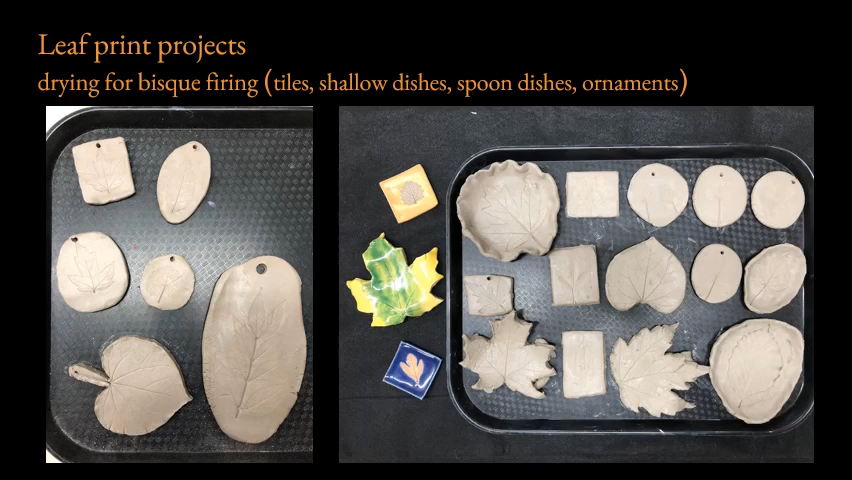 Leaf print projects
drying for bisque firing (tiles, shallow dishes, spoon dishes, ornaments)